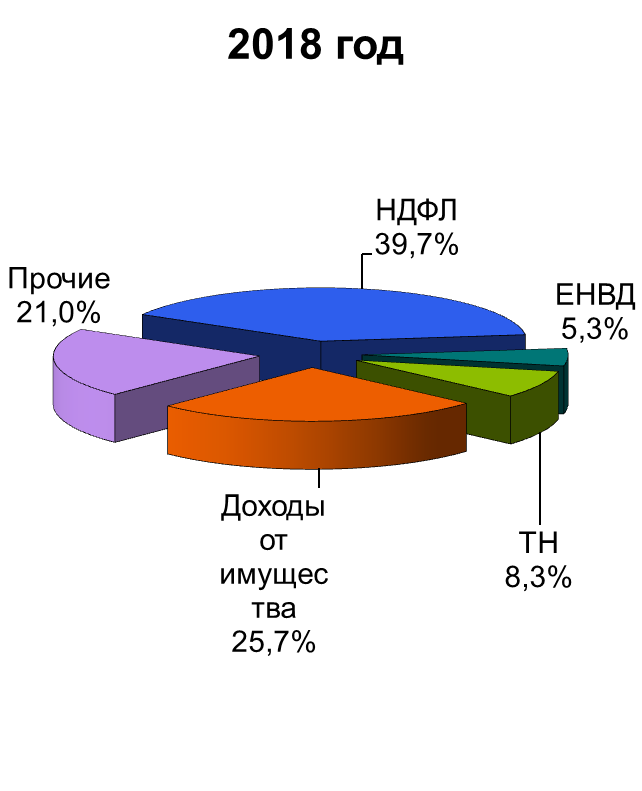 2018 год
НДФЛ
39,7%
Прочие
21,0%
ЕНВД
5,3%
Доходы
от
имущес
тва
25,7%
ТН
8,3%